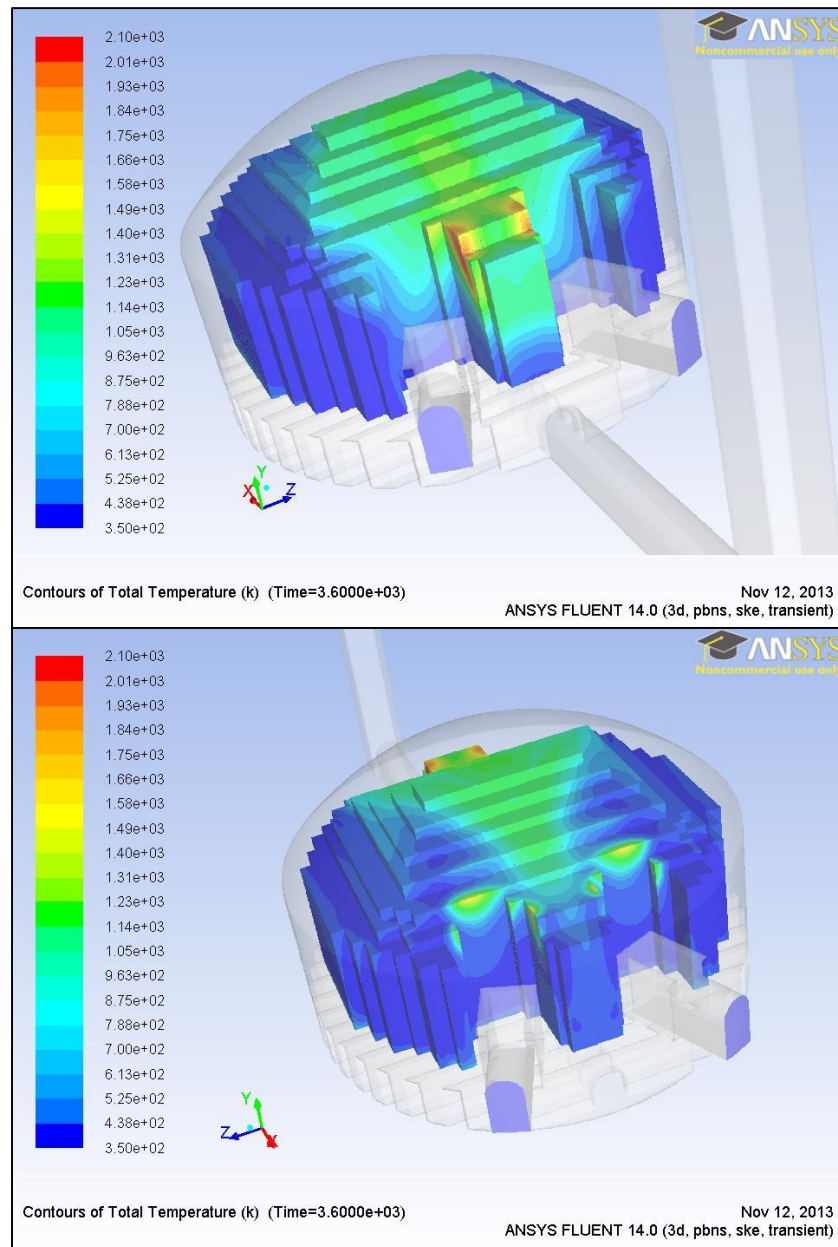 ANSYS
Noncommercial use only
2.10e+03
2.01e+03
1.93e+03
1.84e+03
1.75e+03
1.66e+03
1.58e+03
1.49e+03
1.40e+03
1.31e+03
1.23e+03
1.14e+03
1.05e+03
9.63e+02
8.75e+02
7.88e+02
7.00e+02
6.13e+02
5.25e+02
4.38e+02
3.50e+02
Y
X
Z
Contours of Total Temperature (k) (Time=3.6000e+03)
Nov 12, 2013
ANSYS FLUENT 14.0 (3d, pbns, ske, transient)
ANSYS
Noncommercial use only
2.10e+03
2.01e+03
1.93e+03
1.84e+03
1.75e+03
1.66e+03
1.58e+03
1.49e+03
1.40e+03
1.31e+03
1.23e+03
1.14e+03
1.05e+03
9.63e+02
8.75e+02
7.88e+02
7.00e+02
6.13e+02
5.25e+02
4.38e+02
3.50e+02
Y
Z
X
Contours of Total Temperature (k) (Time=3.6000e+03)
Nov 12, 2013
ANSYS FLUENT 14.0 (3d, pbns, ske, transient)